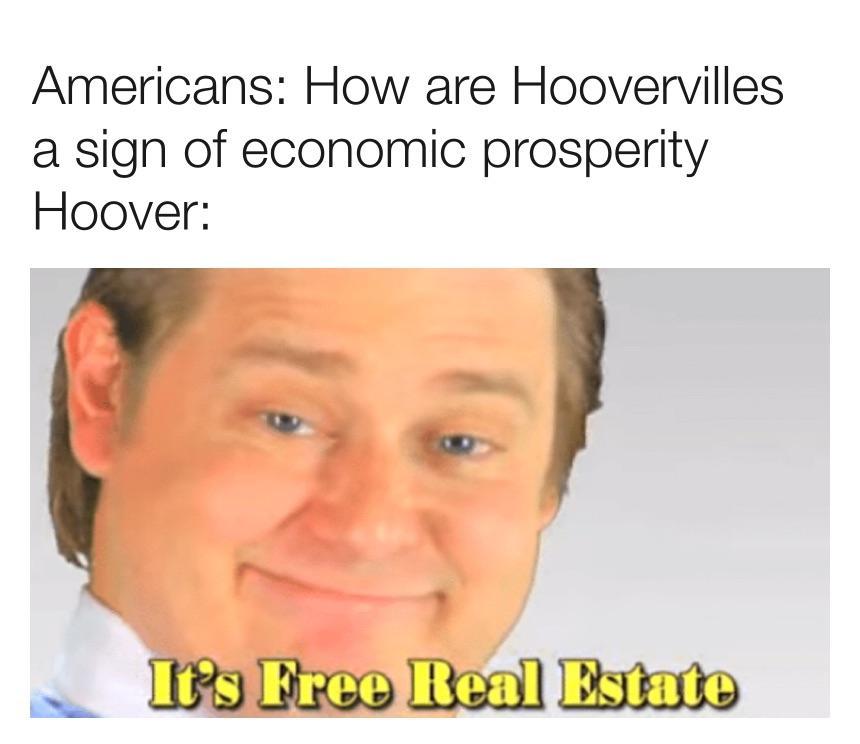 Americans: How are Hoovervilles
a sign of economic prosperity
Hoover:
It's Free Real Estate